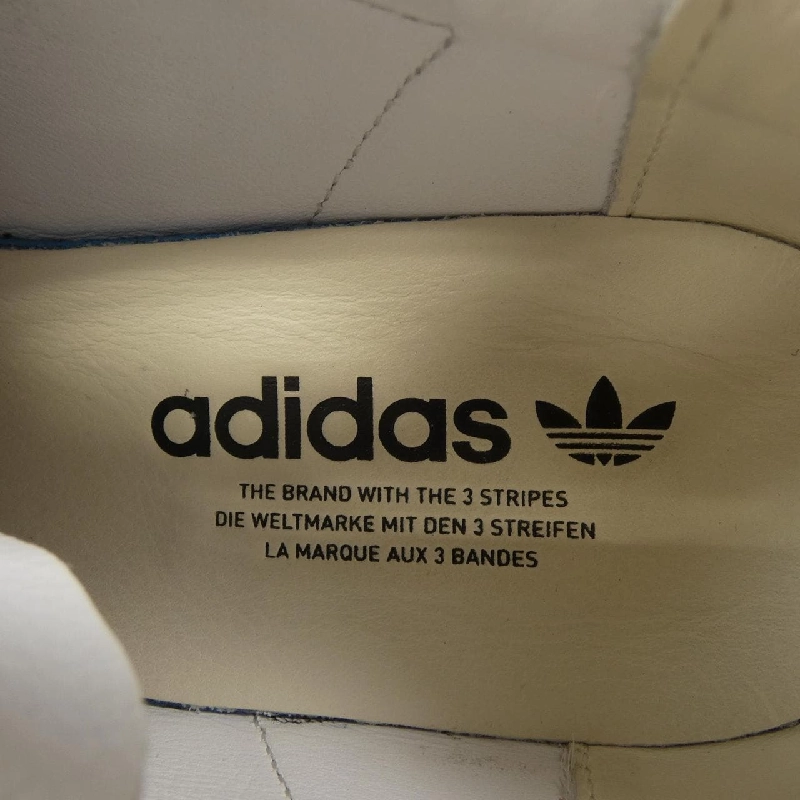 adidas
THE BRAND WITH THE 3 STRIPES
DIE WELTMARKE MIT DEN 3 STREIFEN
LA MARQUE AUX 3 BANDES